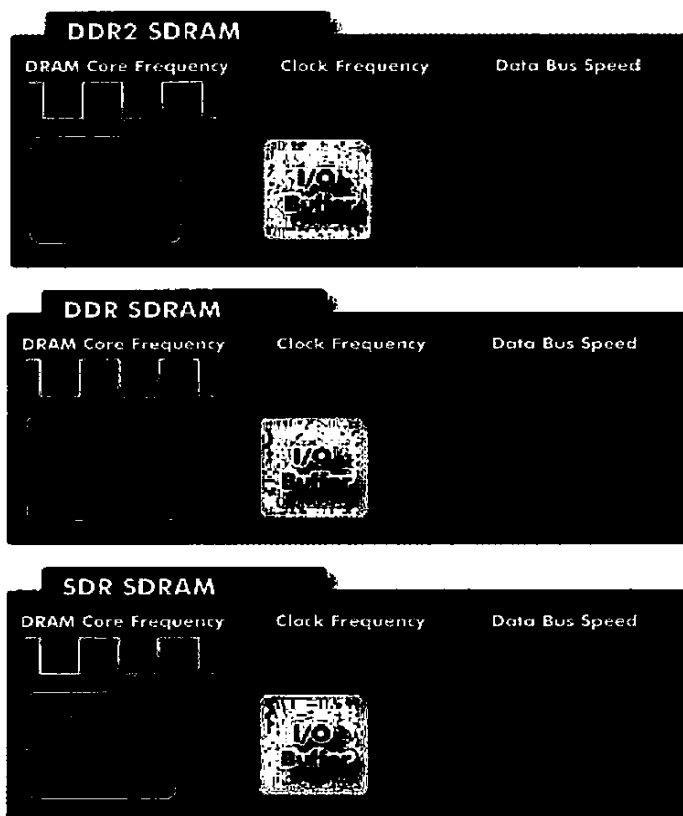 DDR2 SDRAM
DRAM Core Frequency Clock Frequency Data Bus Speed
I/O
Buffer
DDR SDRAM
DRAM Core Frequency Clock Frequency Data Bus Speed
I/O
Buffer
SDR SDRAM
DRAM Core Frequency Clock Frequency Data Bus Speed
I/O
Buffer